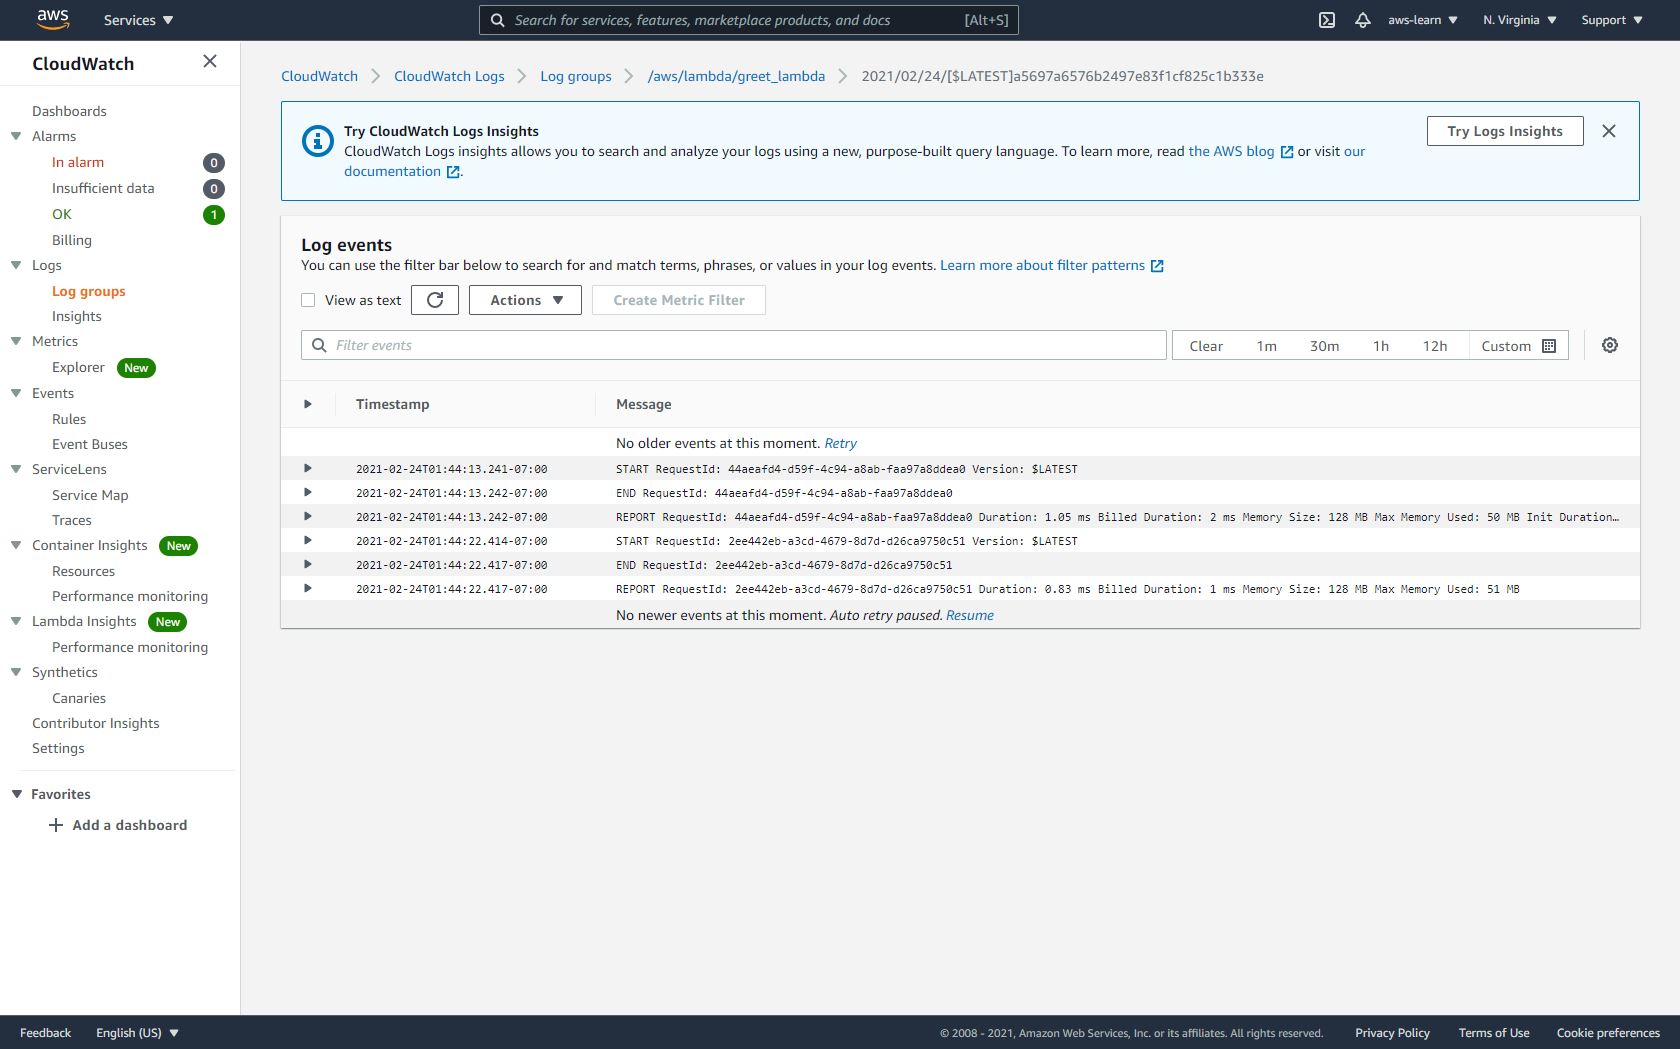 aws Services Search for services, features, marketplace products, and docs [Alt+S] aws-learn N. Virginia Support
CloudWatch
Dashboards
Alarms
In alarm 0
Insufficient data 0
OK 1
Billing
Logs
Log groups
Insights
Metrics
Explorer New
Events
Rules
Event Buses
ServiceLens
Service Map
Traces
Container Insights New
Resources
Performance monitoring
Lambda Insights New
Performance monitoring
Synthetics
Canaries
Contributor Insights
Settings
Favorites
Add a dashboard
CloudWatch CloudWatch Logs Log groups /aws/lambda/greet_lambda 2021/02/24/[$LATEST]a5697a6576b2497e83f1cf825c1b333e
Try CloudWatch Logs Insights
CloudWatch Logs insights allows you to search and analyze your logs using a new, purpose-built query language. To learn more, read the AWS blog or visit our
documentation .
Try Logs Insights
Log events
You can use the filter bar below to search for and match terms, phrases, or values in your log events. Learn more about filter patterns
View as text Actions Create Metric Filter
Filter events Clear 1m 30m 1h 12h Custom
Timestamp Message
No older events at this moment. Retry
2021-02-24T01:44:13.241-07:00 START RequestId: 44aeafd4-d59f-4c94-a8ab-faa97a8ddea0 Version: $LATEST
2021-02-24T01:44:13.242-07:00 END RequestId: 44aeafd4-d59f-4c94-a8ab-faa97a8ddea0
2021-02-24T01:44:13.242-07:00 REPORT RequestId: 44aeafd4-d59f-4c94-a8ab-faa97a8ddea0 Duration: 1.05 ms Billed Duration: 2 ms Memory Size: 128 MB Max Memory Used: 50 MB Init Duration…
2021-02-24T01:44:22.414-07:00 START RequestId: 2ee442eb-a3cd-4679-8d7d-d26ca9750c51 Version: $LATEST
2021-02-24T01:44:22.417-07:00 END RequestId: 2ee442eb-a3cd-4679-8d7d-d26ca9750c51
2021-02-24T01:44:22.417-07:00 REPORT RequestId: 2ee442eb-a3cd-4679-8d7d-d26ca9750c51 Duration: 0.83 ms Billed Duration: 1 ms Memory Size: 128 MB Max Memory Used: 51 MB
No newer events at this moment. Auto retry paused. Resume
Feedback English (US) © 2008 - 2021, Amazon Web Services, Inc. or its affiliates. All rights reserved. Privacy Policy Terms of Use Cookie preferences